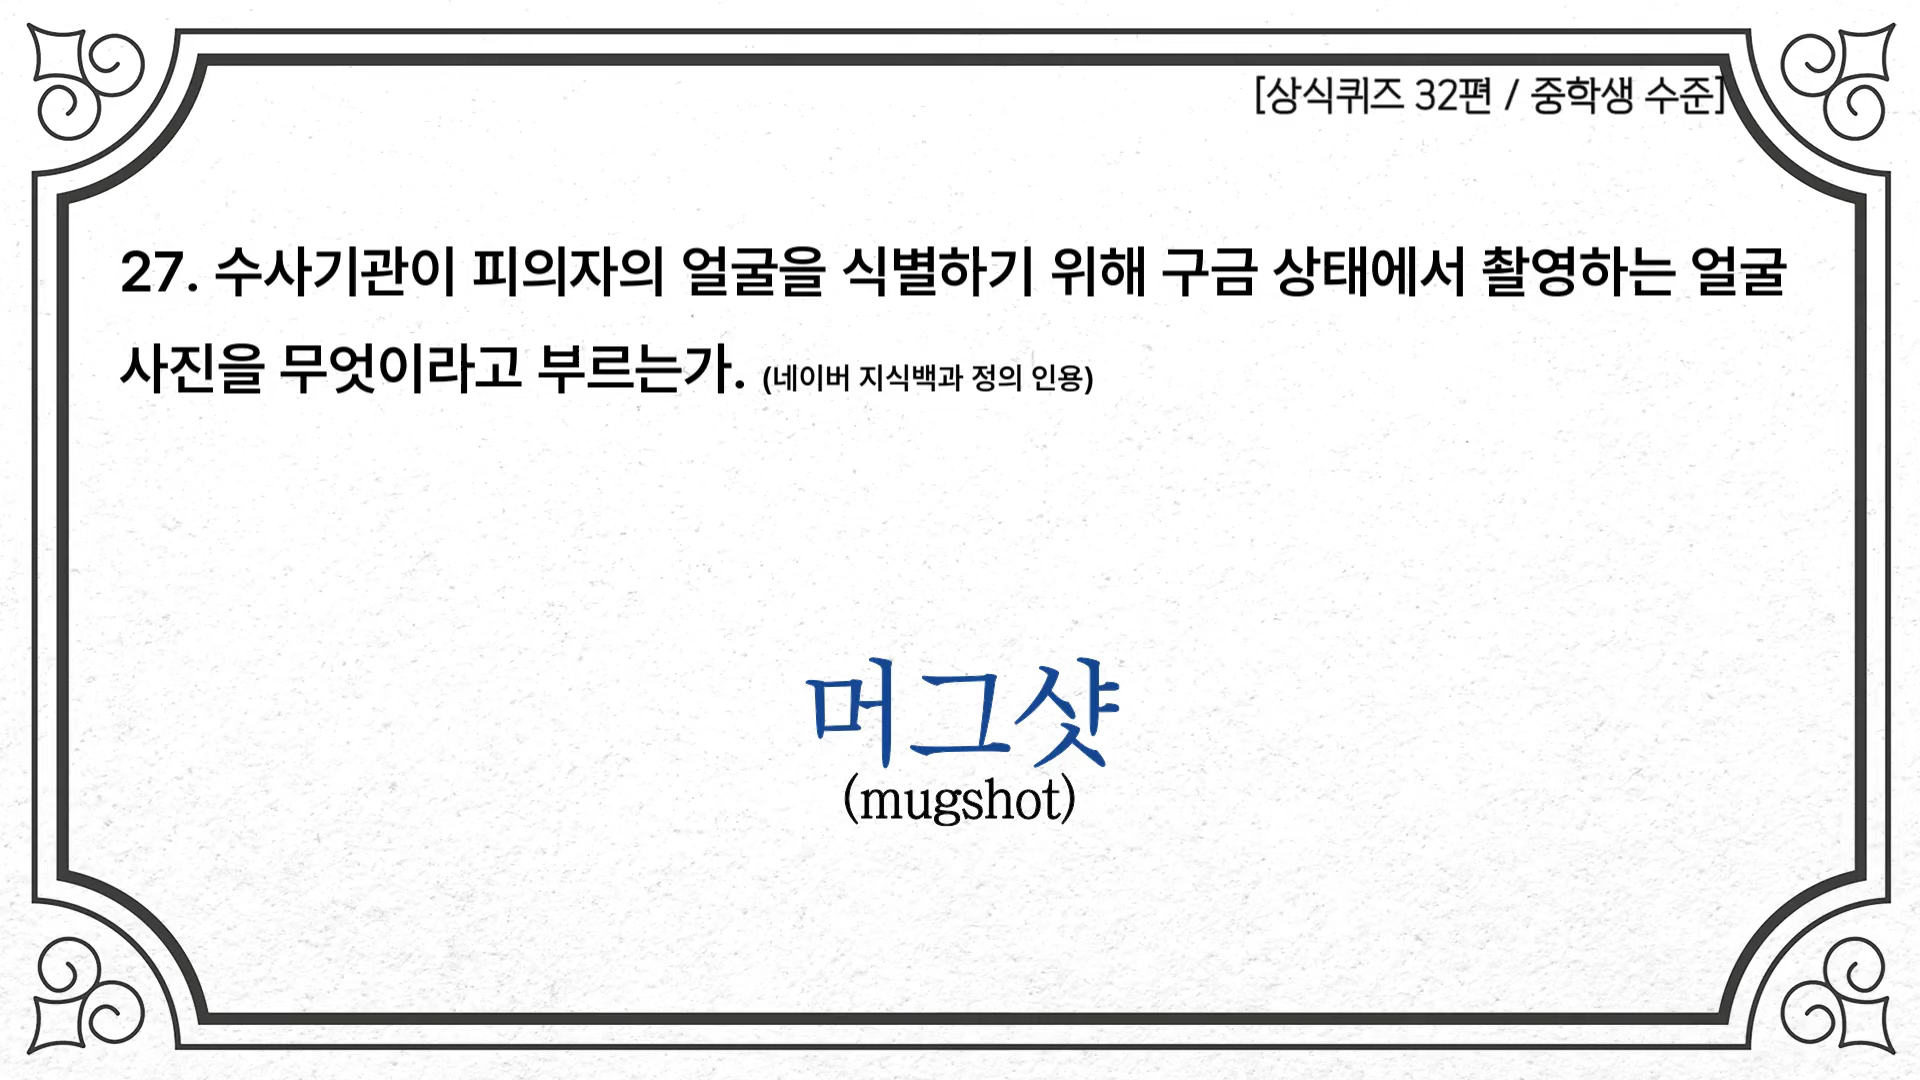 [상식퀴즈 32편 / 중학생 수준]
27. 수사기관이 피의자의 얼굴을 식별하기 위해 구금 상태에서 촬영하는 얼굴
사진을 무엇이라고 부르는가. (네이버 지식백과 정의 인용)
머그샷
(mugshot)